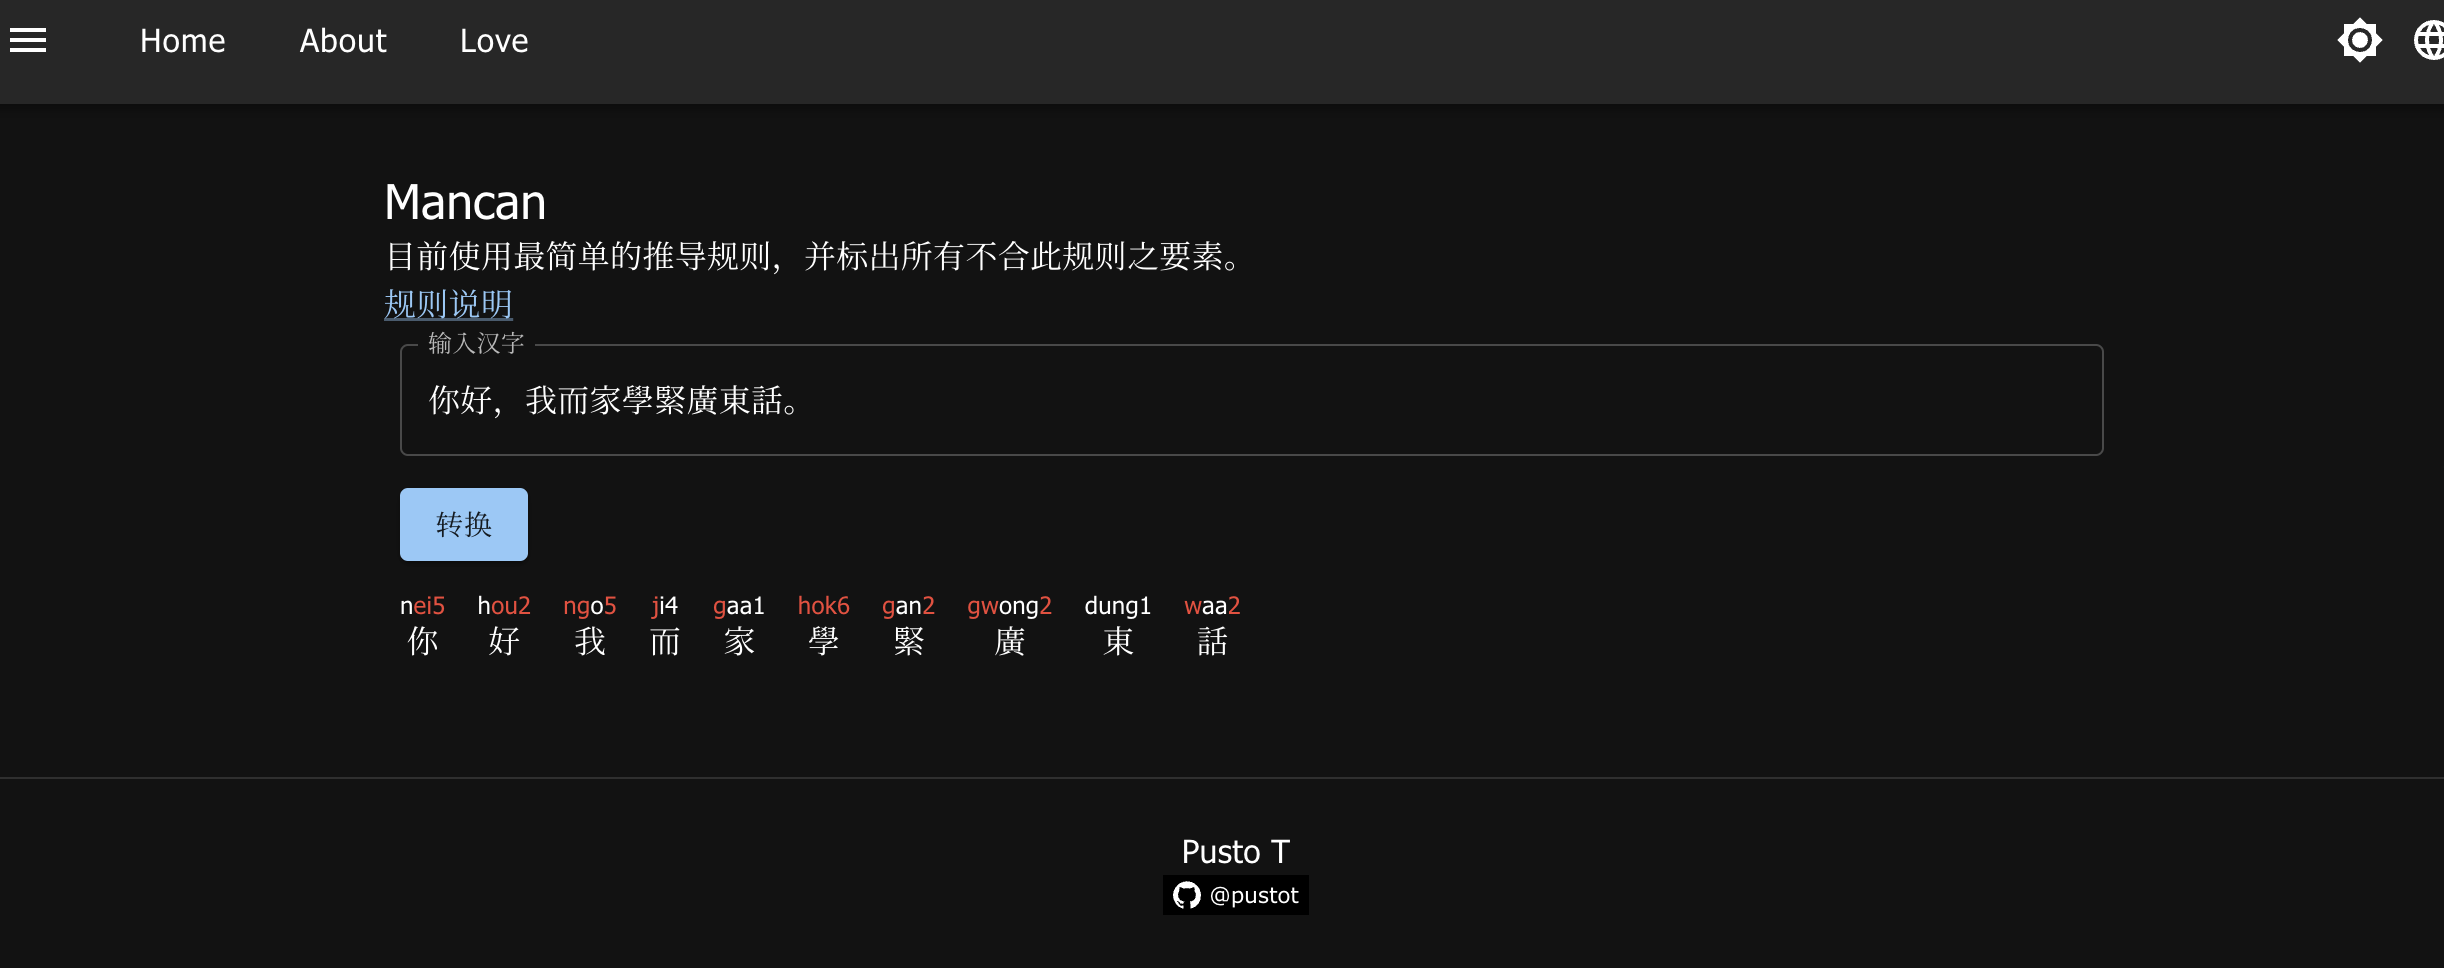 Home About Love
Mancan
目前使用最简单的推导规则，并标出所有不合此规则之要素。
规则说明
输入汉字
你好，我而家學緊廣東話。
转换
nei5 hou2 ngo5 ji4 gaa1 hok6 gan2 gwong2 dung1 waa2
你 好 我 而 家 學 緊 廣 東 話
Pusto T
@pustot